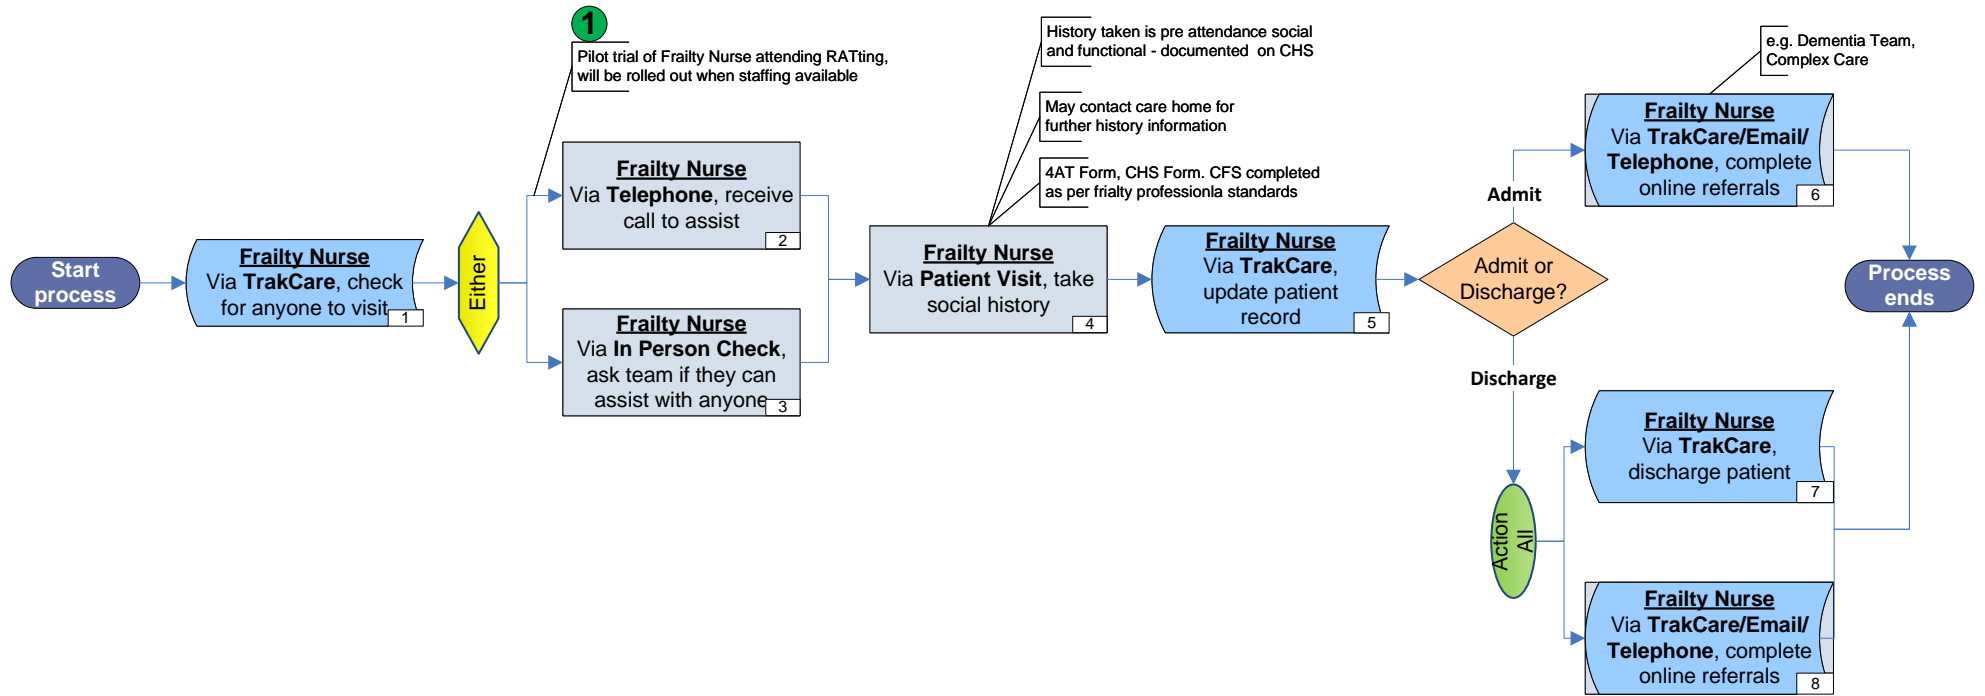 1
Pilot trial of Frailty Nurse attending RATting,
will be rolled out when staffing available
History taken is pre attendance social
and functional - documented  on CHS
May contact care home for
further history information
4AT Form, CHS Form. CFS completed
as per frialty professionla standards
e.g. Dementia Team,
Complex Care
Start
process
Frailty Nurse
Via TrakCare, check
for anyone to visit
1
Either
Frailty Nurse
Via Telephone, receive
call to assist
2
Frailty Nurse
Via In Person Check,
ask team if they can
assist with anyone
3
Frailty Nurse
Via Patient Visit, take
social history
4
Frailty Nurse
Via TrakCare,
update patient
record
5
Admit or
Discharge?
Admit
Frailty Nurse
Via TrakCare/Email/
Telephone, complete
online referrals
6
Discharge
Action
All
Frailty Nurse
Via TrakCare,
discharge patient
7
Frailty Nurse
Via TrakCare/Email/
Telephone, complete
online referrals
8
Process
ends